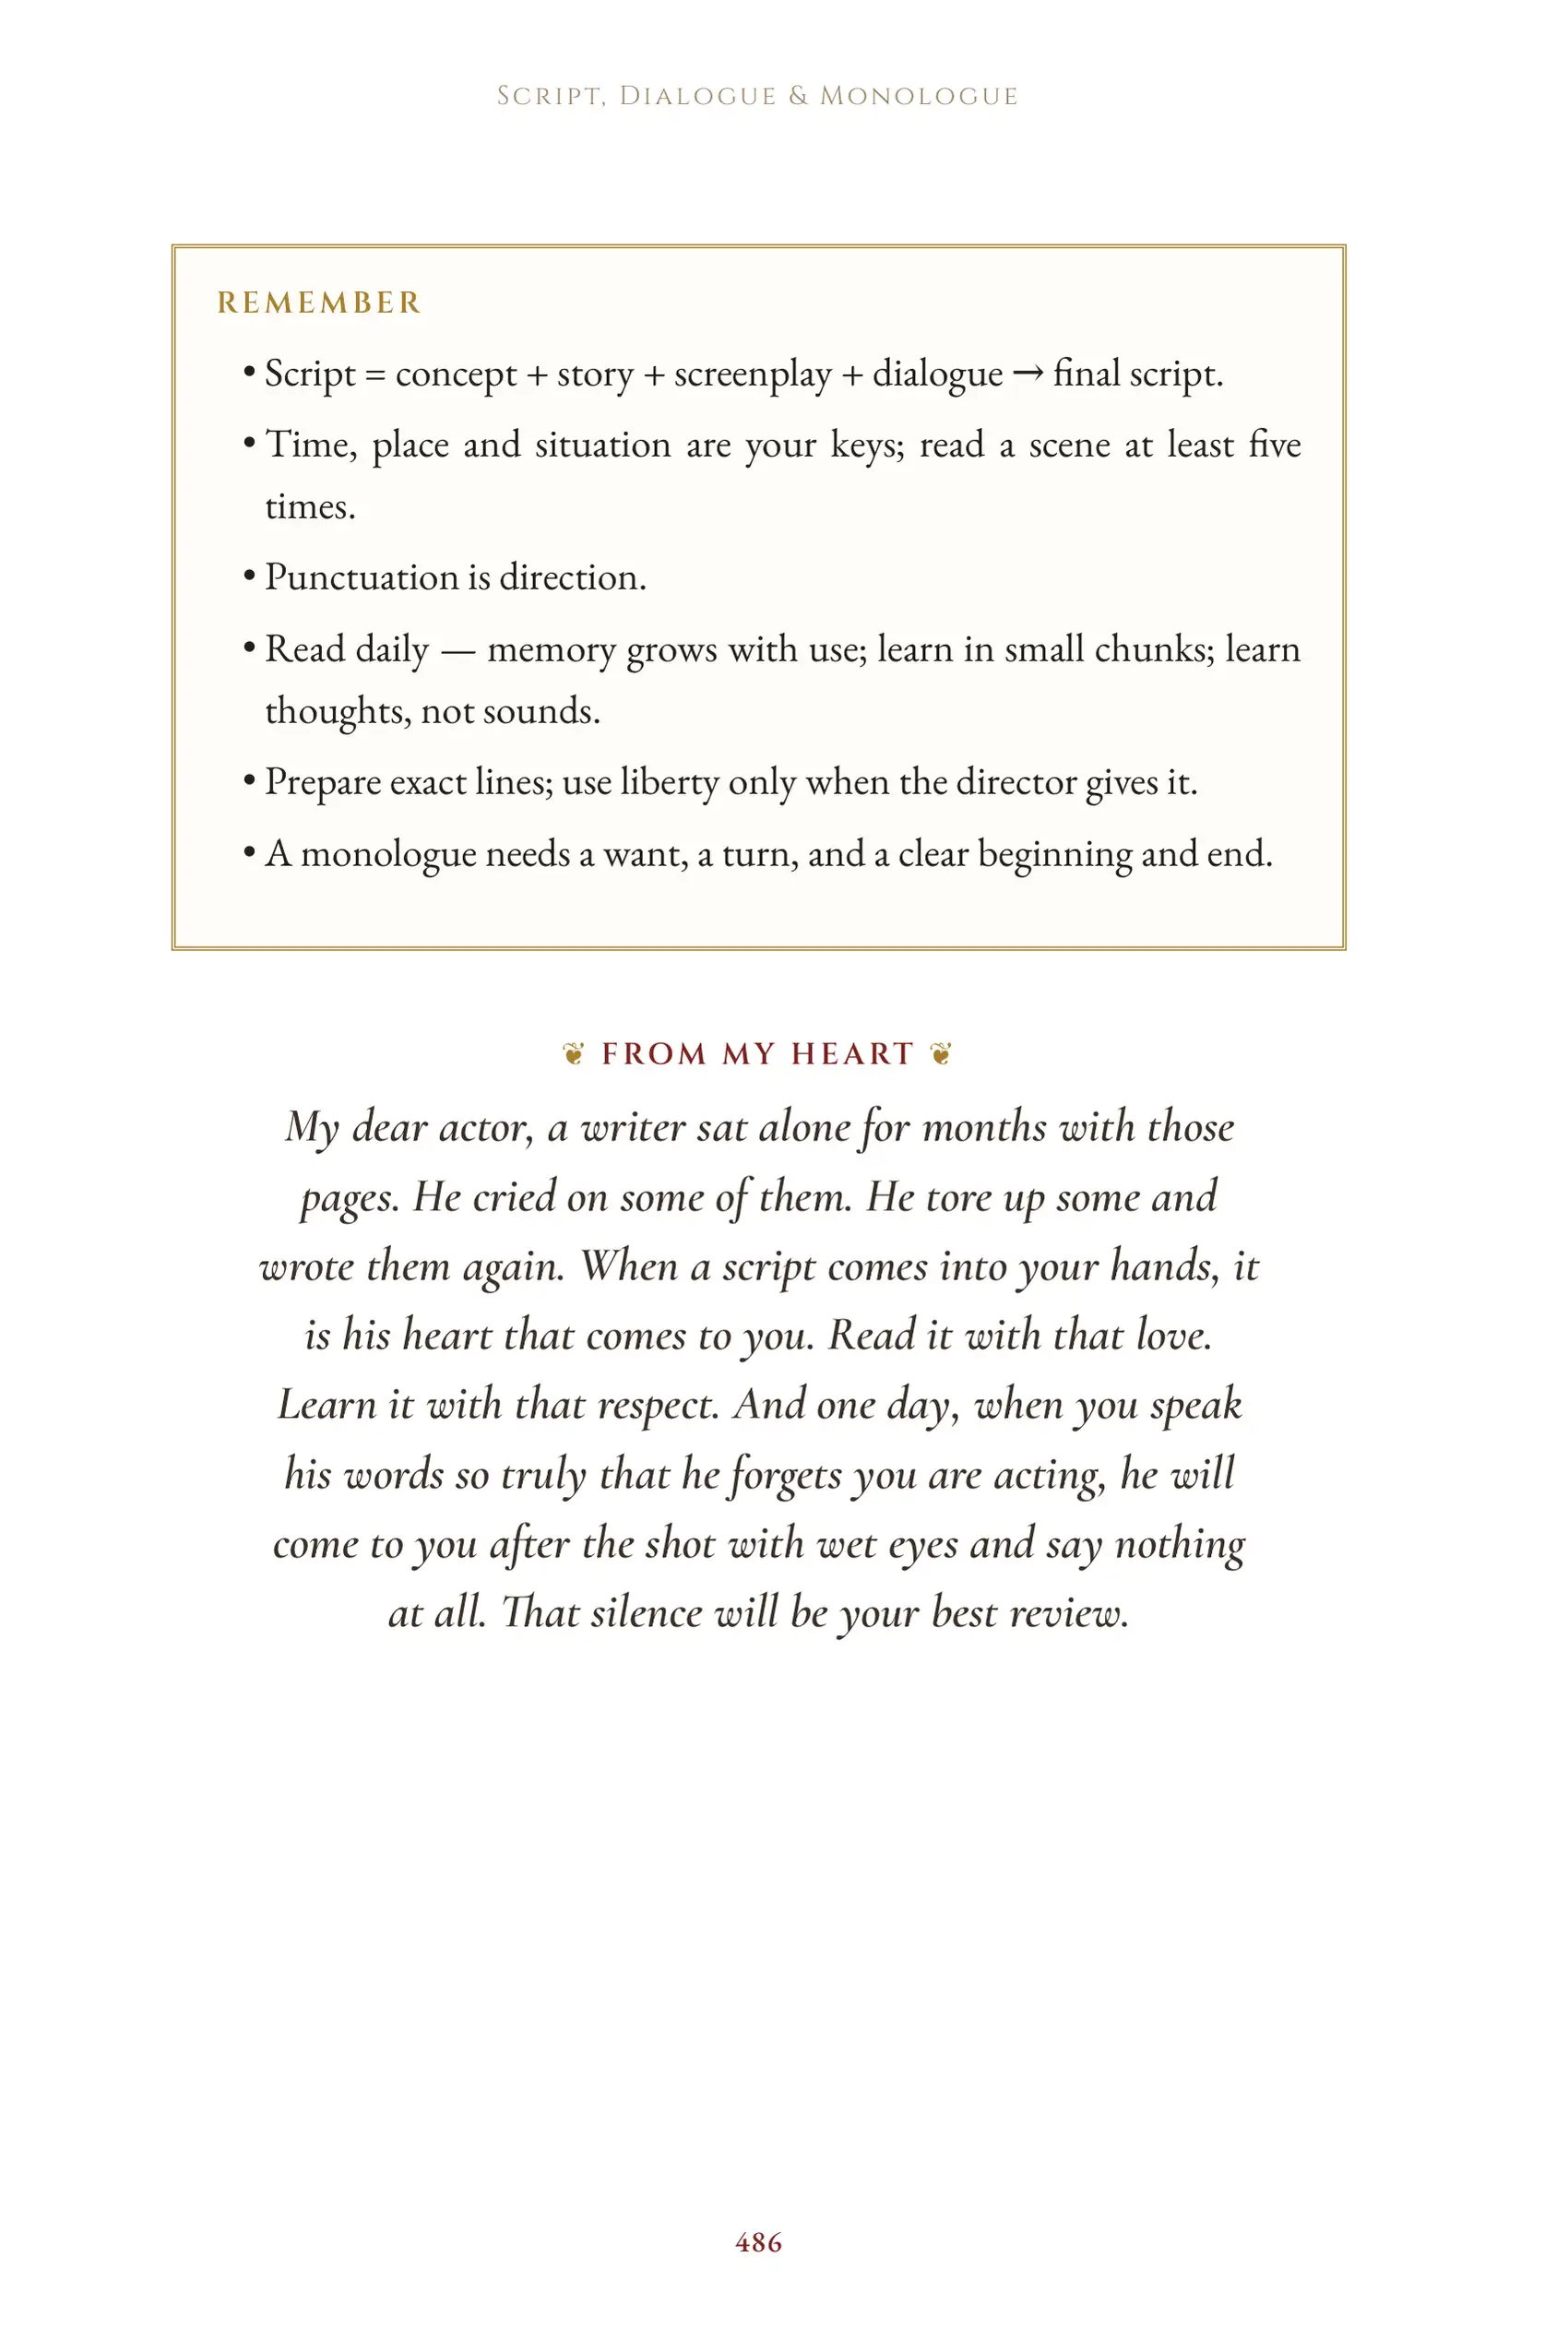 Script, Dialogue & Monologue
REMEMBER
• Script = concept + story + screenplay + dialogue → final script.
• Time, place and situation are your keys; read a scene at least five
times.
• Punctuation is direction.
• Read daily — memory grows with use; learn in small chunks; learn
thoughts, not sounds.
• Prepare exact lines; use liberty only when the director gives it.
• A monologue needs a want, a turn, and a clear beginning and end.
❦ FROM MY HEART ❦
My dear actor, a writer sat alone for months with those
pages. He cried on some of them. He tore up some and
wrote them again. When a script comes into your hands, it
is his heart that comes to you. Read it with that love.
Learn it with that respect. And one day, when you speak
his words so truly that he forgets you are acting, he will
come to you after the shot with wet eyes and say nothing
at all. That silence will be your best review.
486